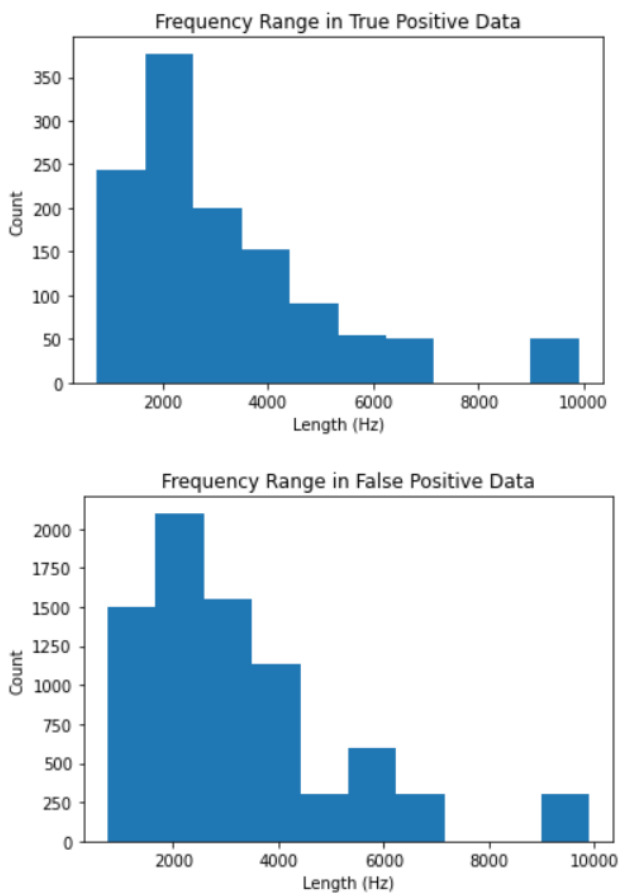 Frequency Range in True Positive Data
350
300
250
200
150
100
50
0
Count
2000 4000 6000 8000 10000
Length (Hz)
Frequency Range in False Positive Data
2000
1750
1500
1250
1000
750
500
250
0
Count
2000 4000 6000 8000 10000
Length (Hz)